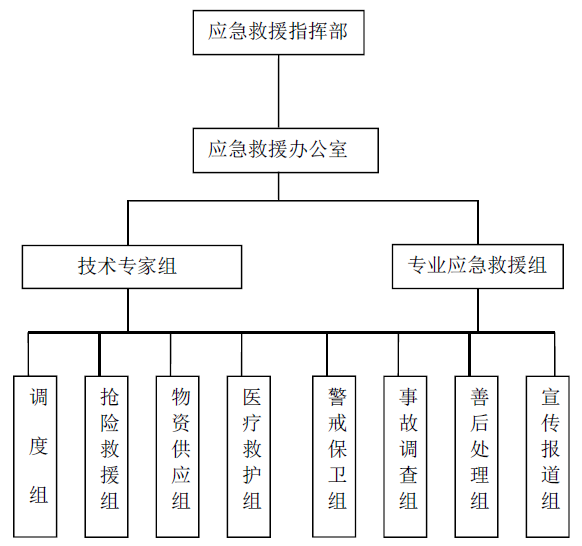 应急救援指挥部
应急救援办公室
技术专家组
专业应急救援组
调度组
抢险救援组
物资供应组
医疗救护组
警戒保卫组
事故调查组
善后处理组
宣传报道组